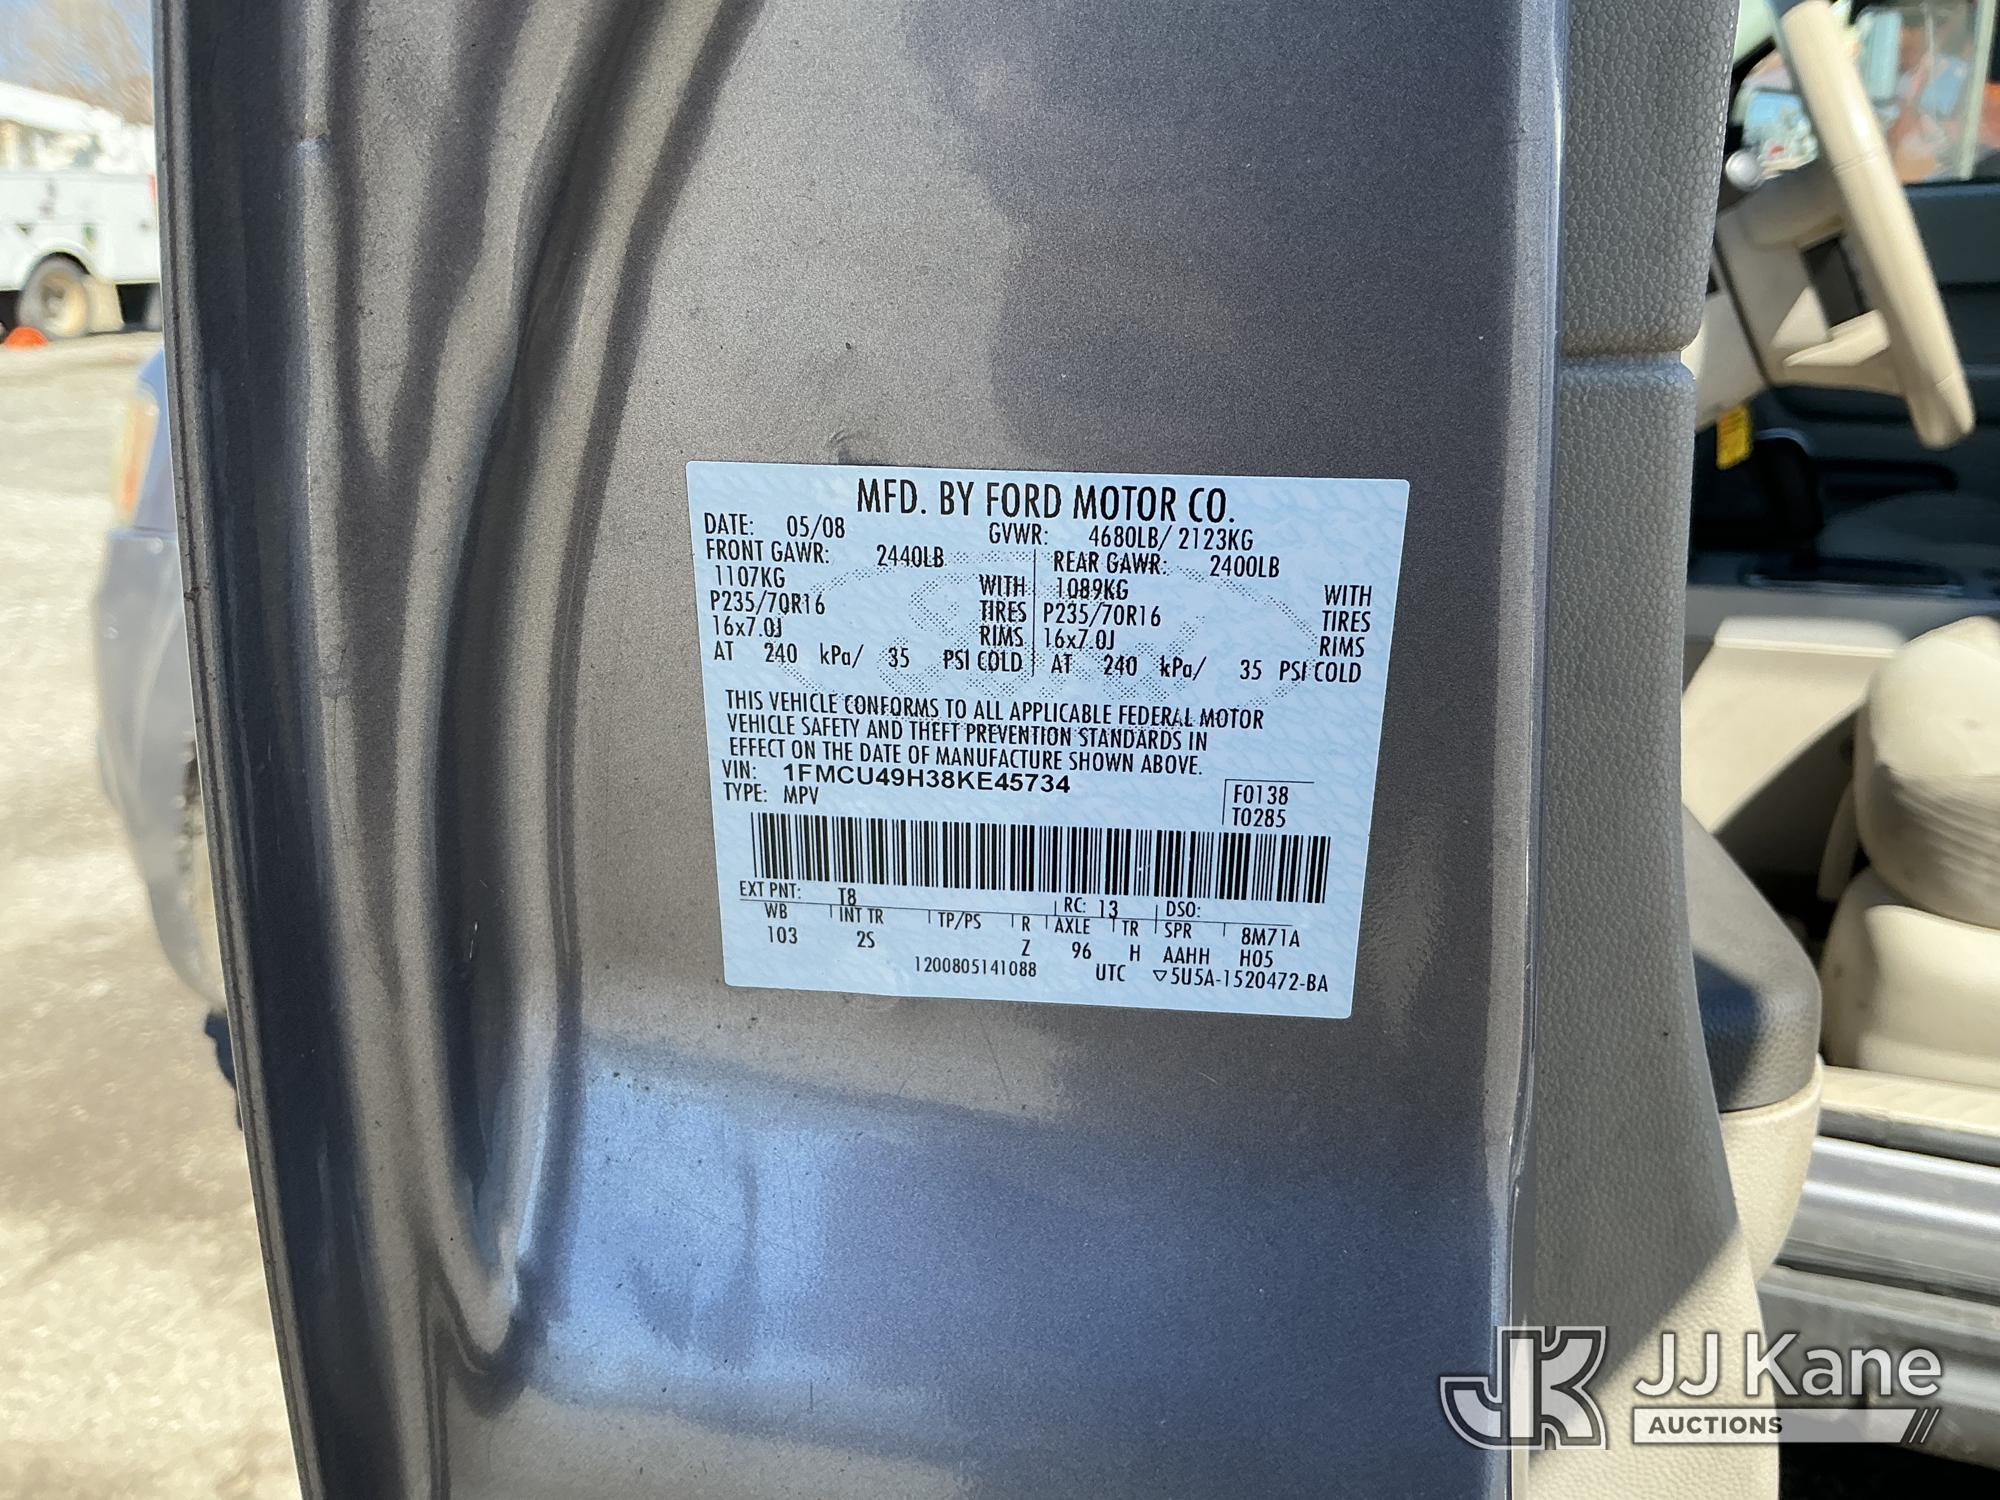 MFD. BY FORD MOTOR CO.
DATE: 05/08 GVWR: 4680LB/ 2123KG
FRONT GAWR: 2440LB REAR GAWR: 2400LB
1107KG WITH 1089KG WITH
P235/70R16 TIRES P235/70R16 TIRES
16x7.0J RIMS 16x7.0J RIMS
AT 240 kPa/ 35 PSI COLD AT 240 kPa/ 35 PSI COLD
THIS VEHICLE CONFORMS TO ALL APPLICABLE FEDERAL MOTOR
VEHICLE SAFETY AND THEFT PREVENTION STANDARDS IN
EFFECT ON THE DATE OF MANUFACTURE SHOWN ABOVE.
VIN: 1FMCU49H38KE45734
TYPE: MPV
F0138
T0285
EXT PNT: T8 RC: 13 DSO:
WB INT TR TP/PS R AXLE TR SPR 8M71A
103 2S Z 96 H AAHH H05
1200805141088 UTC ▽5U5A-1520472-BA
JK JJ Kane
AUCTIONS